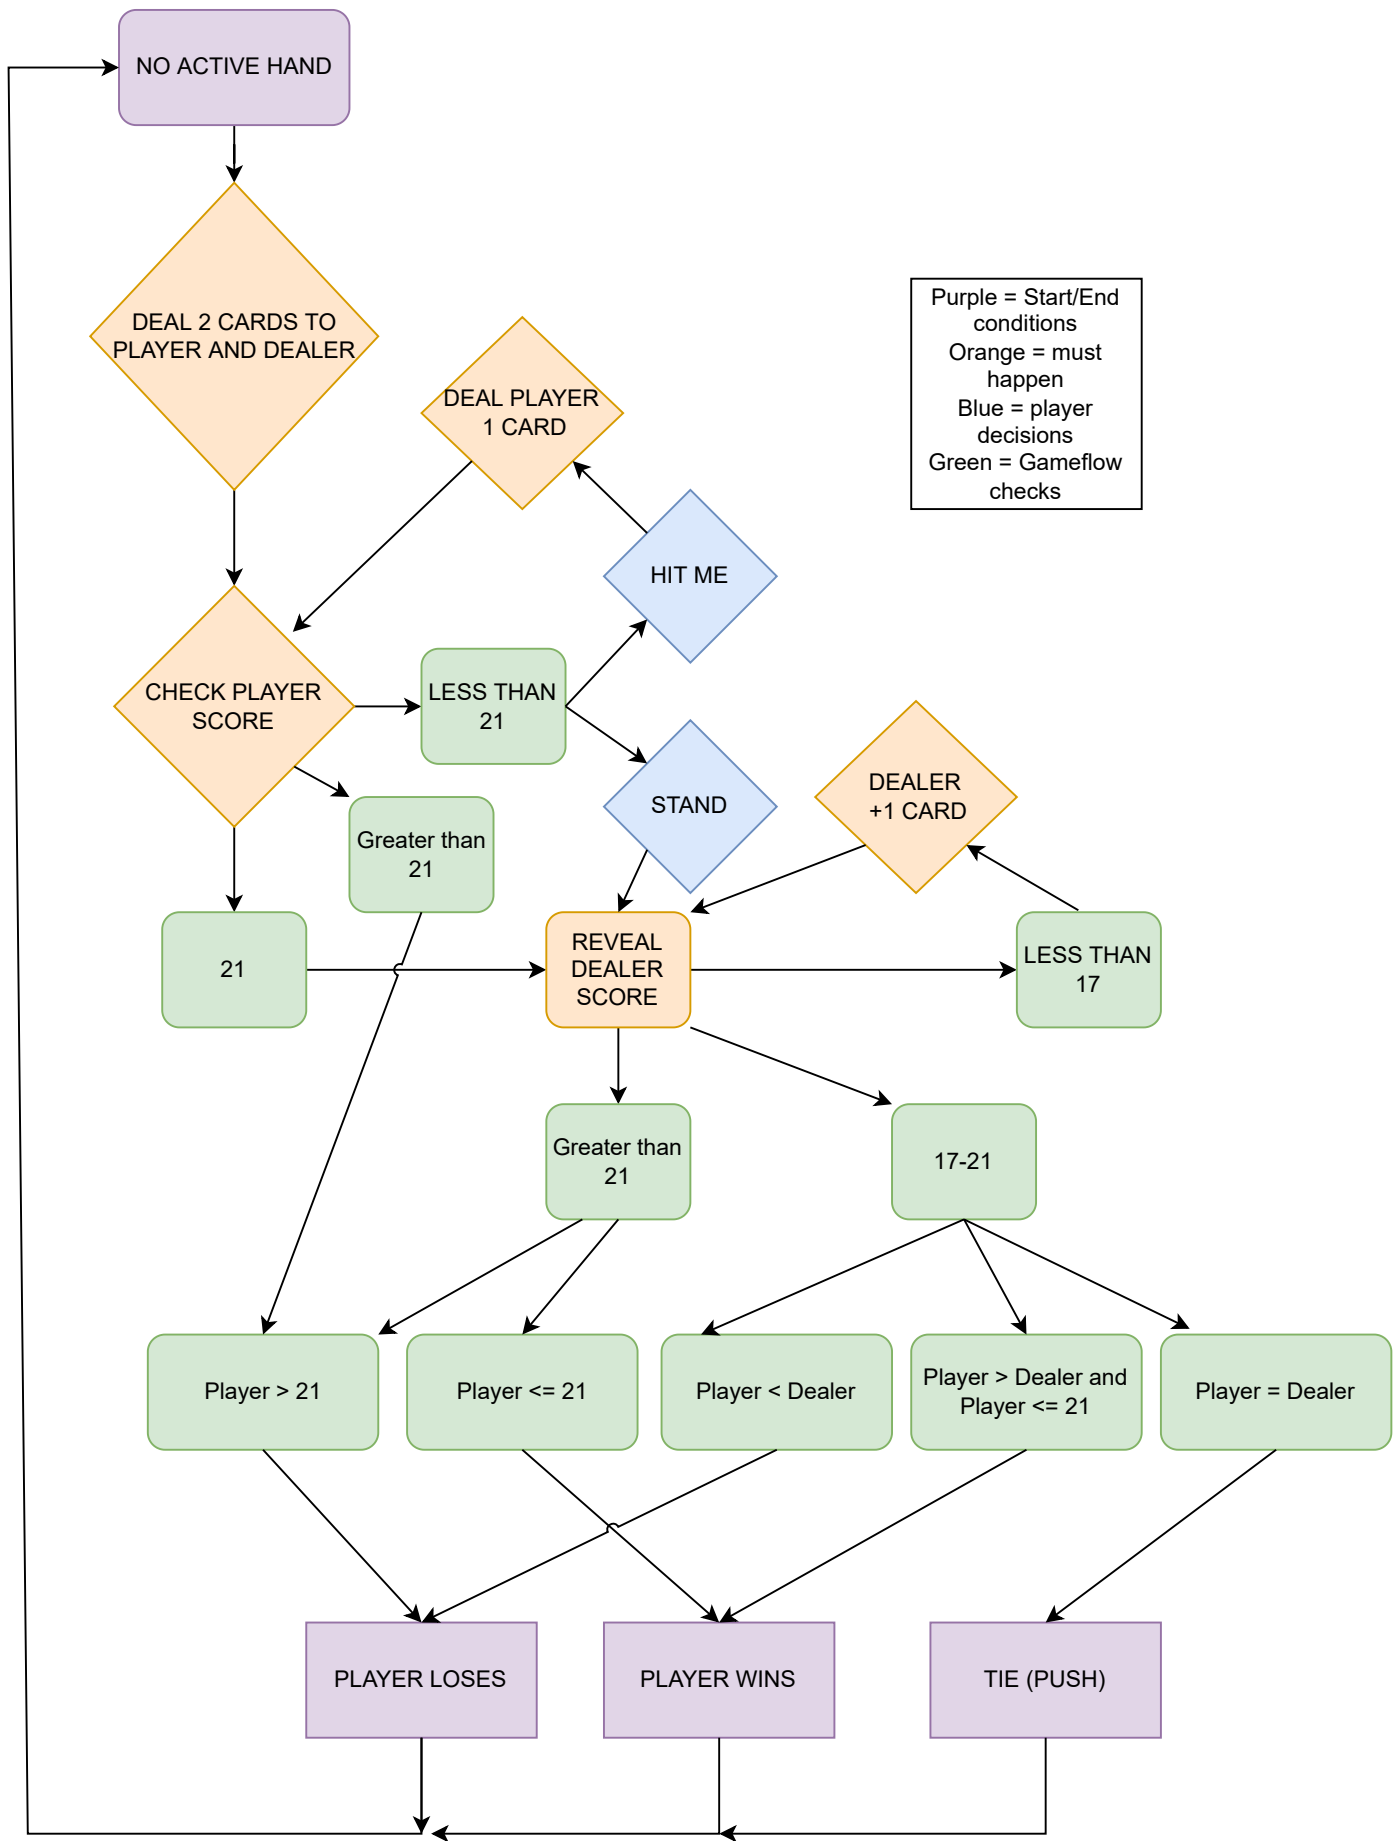 NO ACTIVE HAND
DEAL 2 CARDS TO
PLAYER AND DEALER
Purple = Start/End
conditions
Orange = must
happen
Blue = player
decisions
Green = Gameflow
checks
DEAL PLAYER
1 CARD
HIT ME
CHECK PLAYER
SCORE
LESS THAN
21
STAND
DEALER
+1 CARD
Greater than
21
21
REVEAL
DEALER
SCORE
LESS THAN
17
Greater than
21
17-21
Player > 21
Player <= 21
Player < Dealer
Player > Dealer and
Player <= 21
Player = Dealer
PLAYER LOSES
PLAYER WINS
TIE (PUSH)